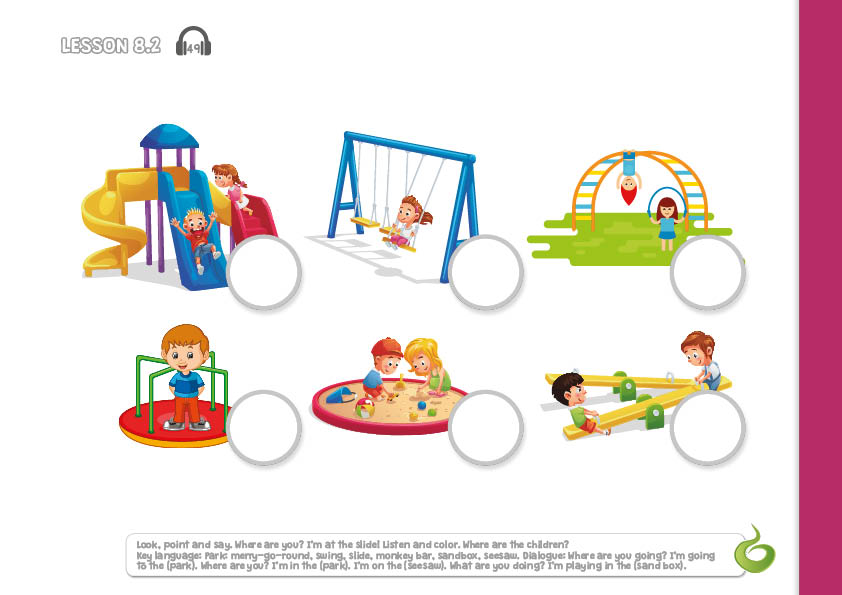 LESSON 8.2
49
Look, point and say. Where are you? I'm at the slide! Listen and color. Where are the children?
Key language: Park: merry-go-round, swing, slide, monkey bar, sandbox, seesaw. Dialogue: Where are you going? I'm going
to the (park). Where are you? I'm in the (park). I'm on the (seesaw). What are you doing? I'm playing in the (sand box).